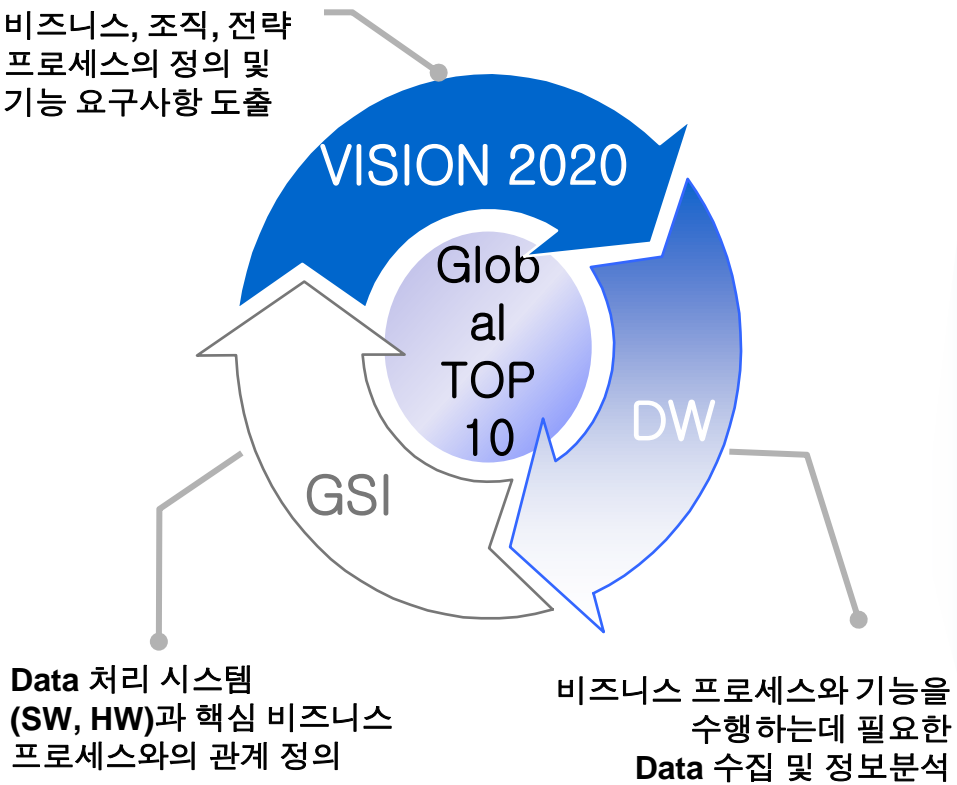 비즈니스, 조직, 전략
프로세스의 정의 및
기능 요구사항 도출
VISION 2020
Glob
al
TOP
10
DW
GSI
Data 처리 시스템
(SW, HW)과 핵심 비즈니스
프로세스와의 관계 정의
비즈니스 프로세스와 기능을
수행하는데 필요한
Data 수집 및 정보분석